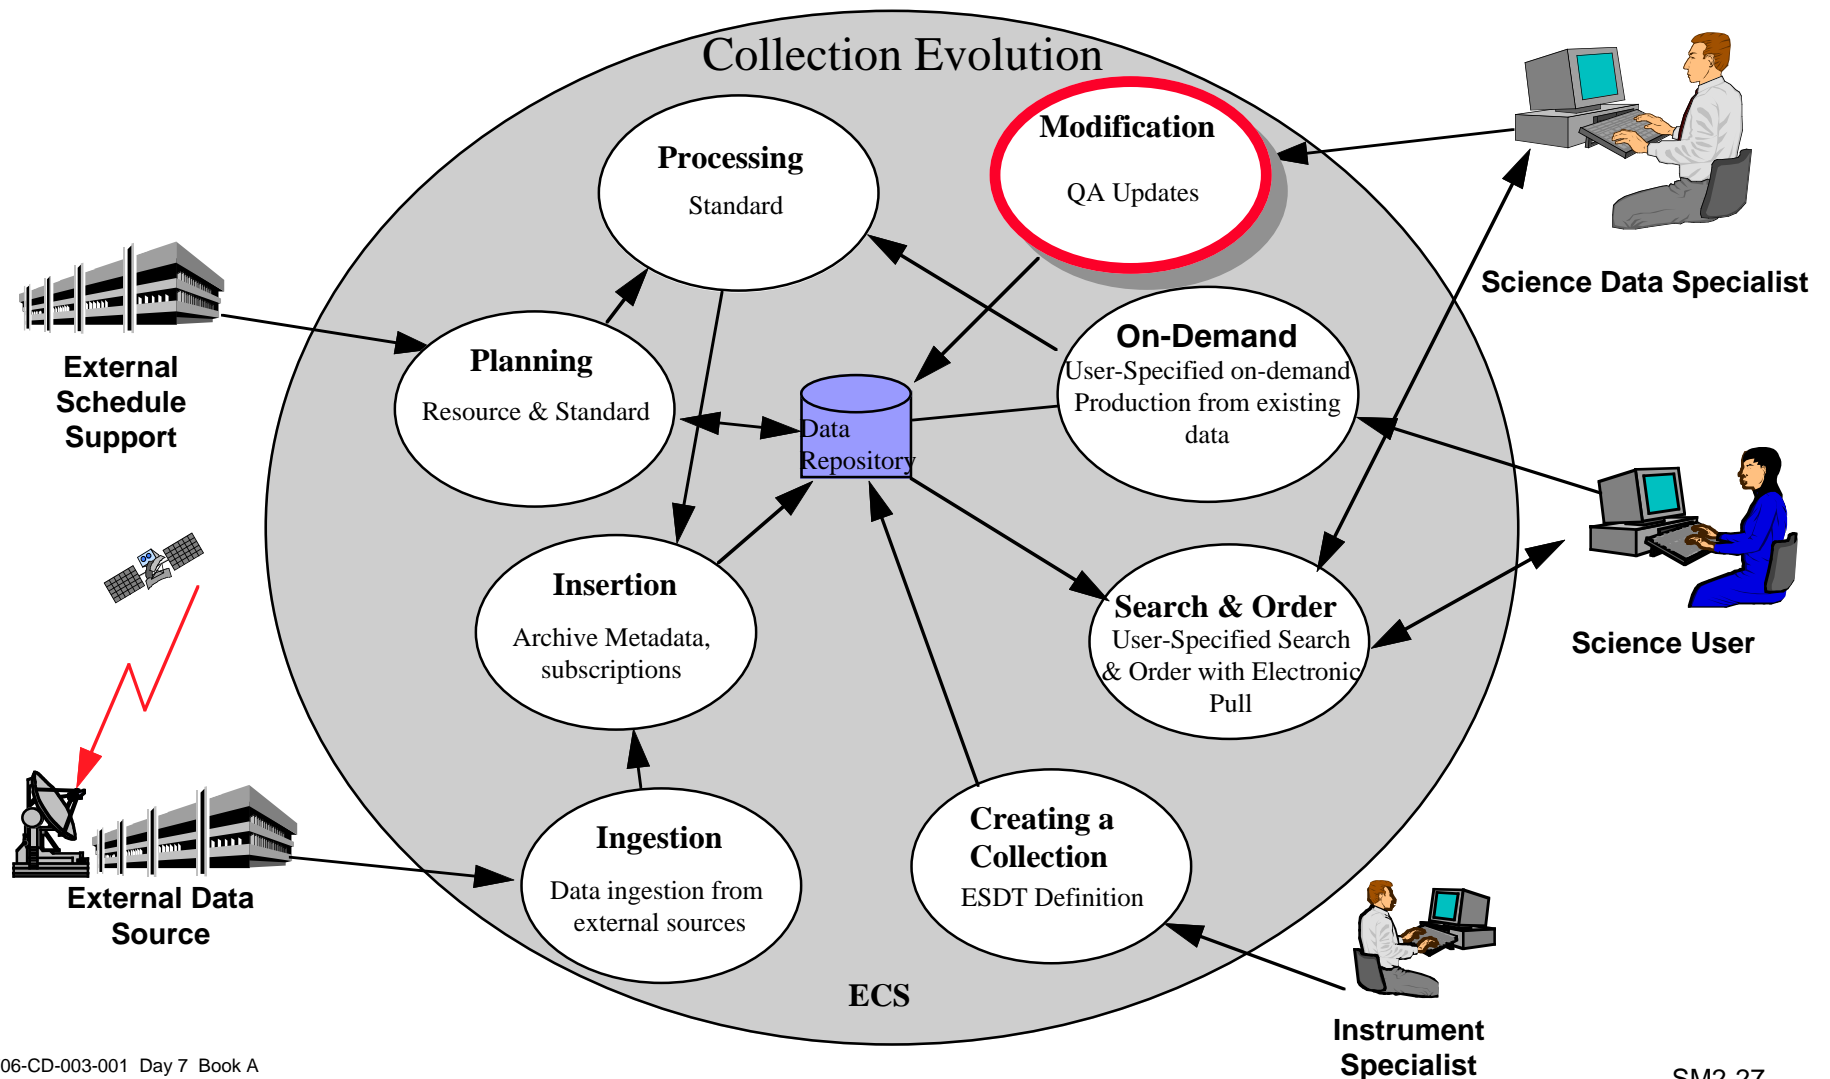 Collection Evolution
Modification
QA Updates
Processing
Standard
Science Data Specialist
On-Demand
User-Specified on-demand
Production from existing
data
Planning
Resource & Standard
External
Schedule
Support
Data
Repository
Insertion
Archive Metadata,
subscriptions
Search & Order
User-Specified Search
& Order with Electronic
Pull
Science User
Creating a
Collection
ESDT Definition
Ingestion
Data ingestion from
external sources
External Data
Source
ECS
Instrument
Specialist
06-CD-003-001 Day 7 Book A
SM2-27